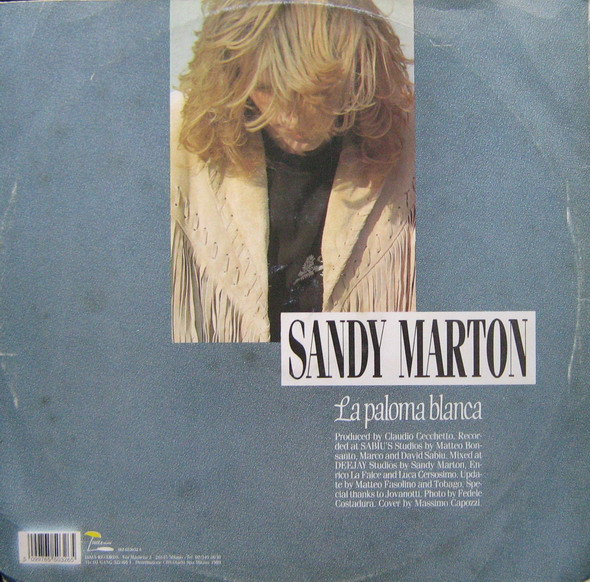 SANDY MARTON
La paloma blanca
Produced by Claudio Cecchetto. Recor-
ded at SABIU'S Studios by Matteo Bon-
santo, Marco and David Sabiu. Mixed at
DEEJAY Studios by Sandy Marton, En-
rico La Falce and Luca Cersosimo. Upda-
te by Matteo Fasolino and Tobago. Spe-
cial thanks to Jovanotti. Photo by Fedele
Costadura. Cover by Massimo Capozzi.